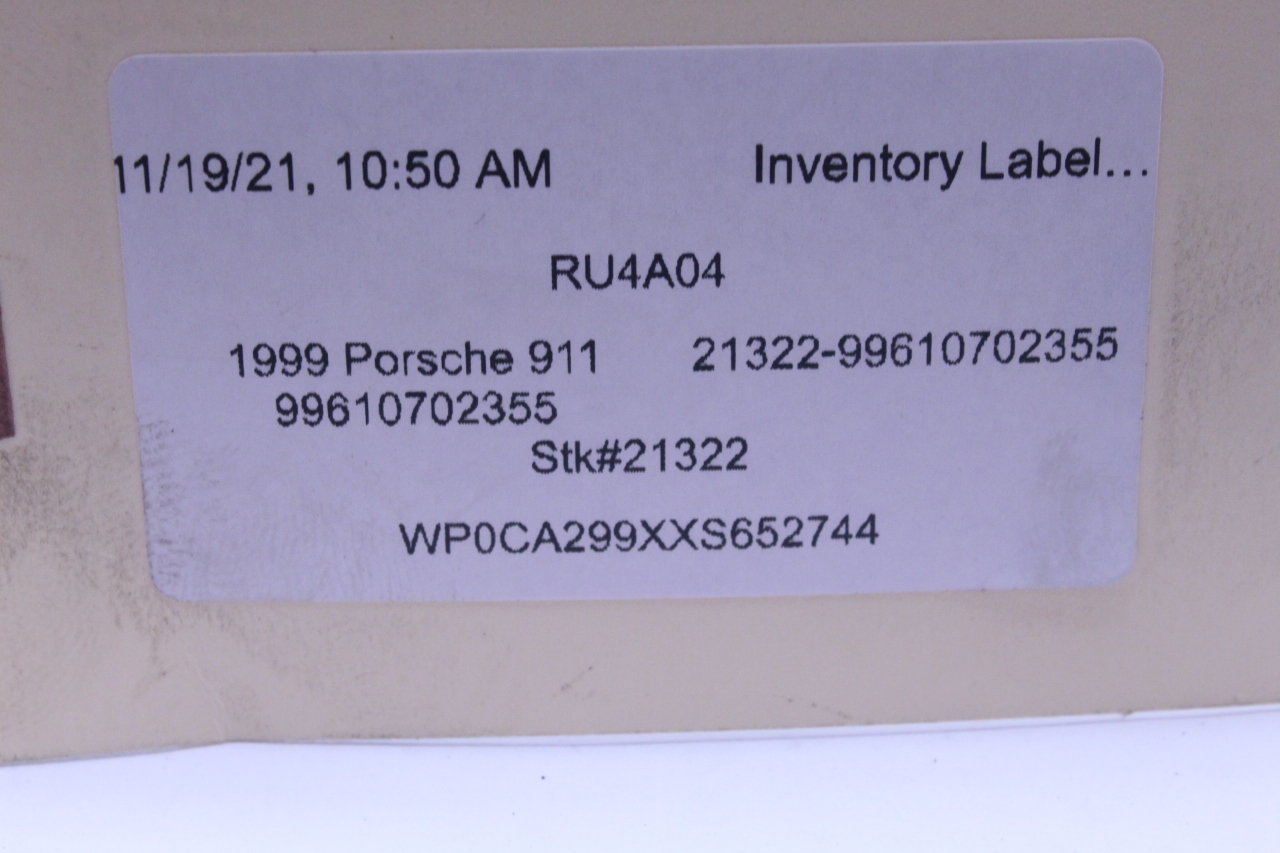 11/19/21, 10:50 AM Inventory Label...
RU4A04
1999 Porsche 911 21322-99610702355
99610702355
Stk#21322
WP0CA299XXS652744